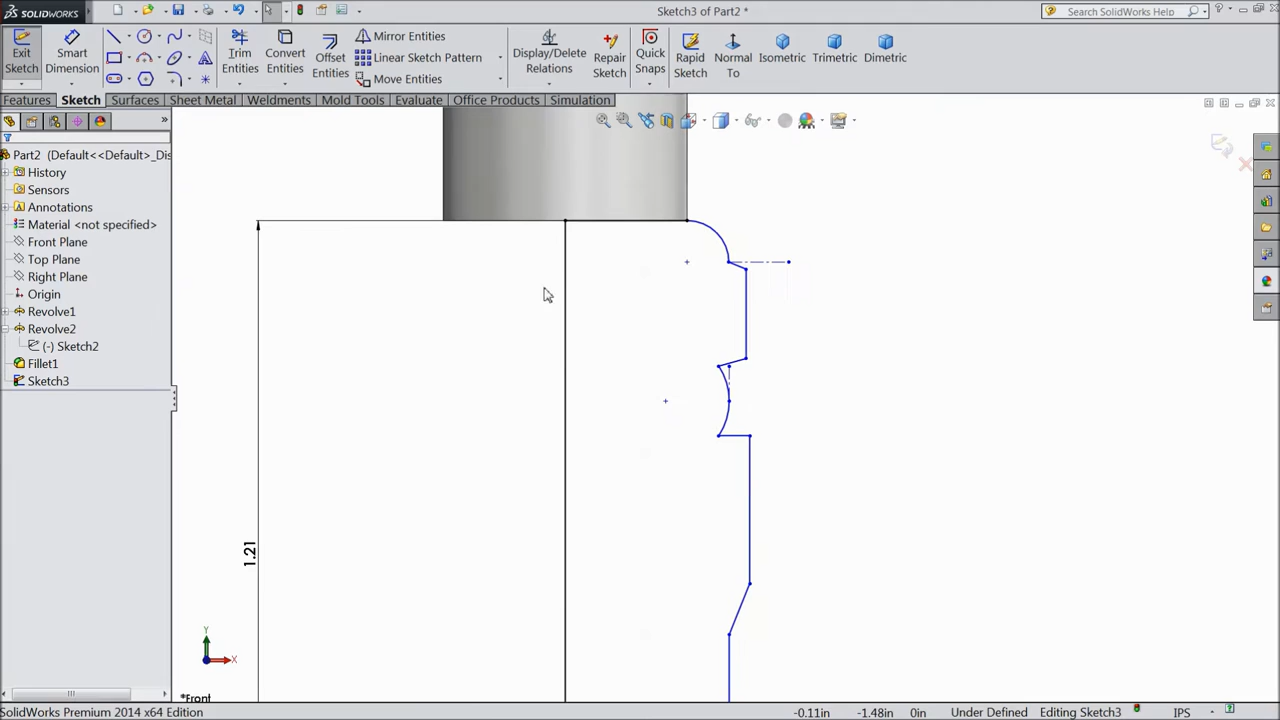 SOLIDWORKS
Sketch3 of Part2 *
Search SolidWorks Help
Exit Sketch
Smart Dimension
Trim Entities
Convert Entities
Offset Entities
Mirror Entities
Linear Sketch Pattern
Move Entities
Display/Delete Relations
Repair Sketch
Quick Snaps
Rapid Sketch
Normal To
Isometric
Trimetric
Dimetric
Features
Sketch
Surfaces
Sheet Metal
Weldments
Mold Tools
Evaluate
Office Products
Simulation
Part2 (Default<<Default>_Dis
History
Sensors
Annotations
Material <not specified>
Front Plane
Top Plane
Right Plane
Origin
Revolve1
Revolve2
(-) Sketch2
Fillet1
Sketch3
1.21
Y
X
*Front
SolidWorks Premium 2014 x64 Edition
-0.11in
-1.48in
0in
Under Defined
Editing Sketch3
IPS